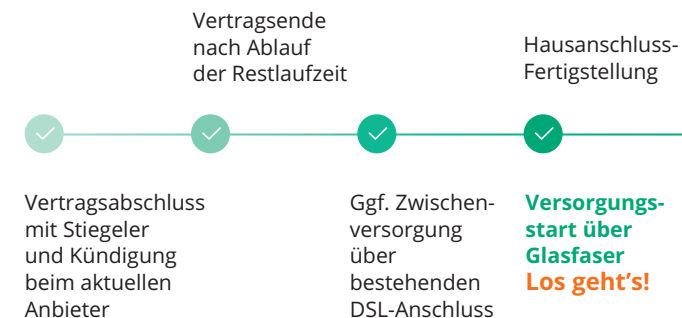 Vertragsende
nach Ablauf
der Restlaufzeit
Hausanschluss-
Fertigstellung
Vertragsabschluss
mit Stiegeler
und Kündigung
beim aktuellen
Anbieter
Ggf. Zwischen-
versorgung
über
bestehenden
DSL-Anschluss
Versorgungs-
start über
Glasfaser
Los geht’s!